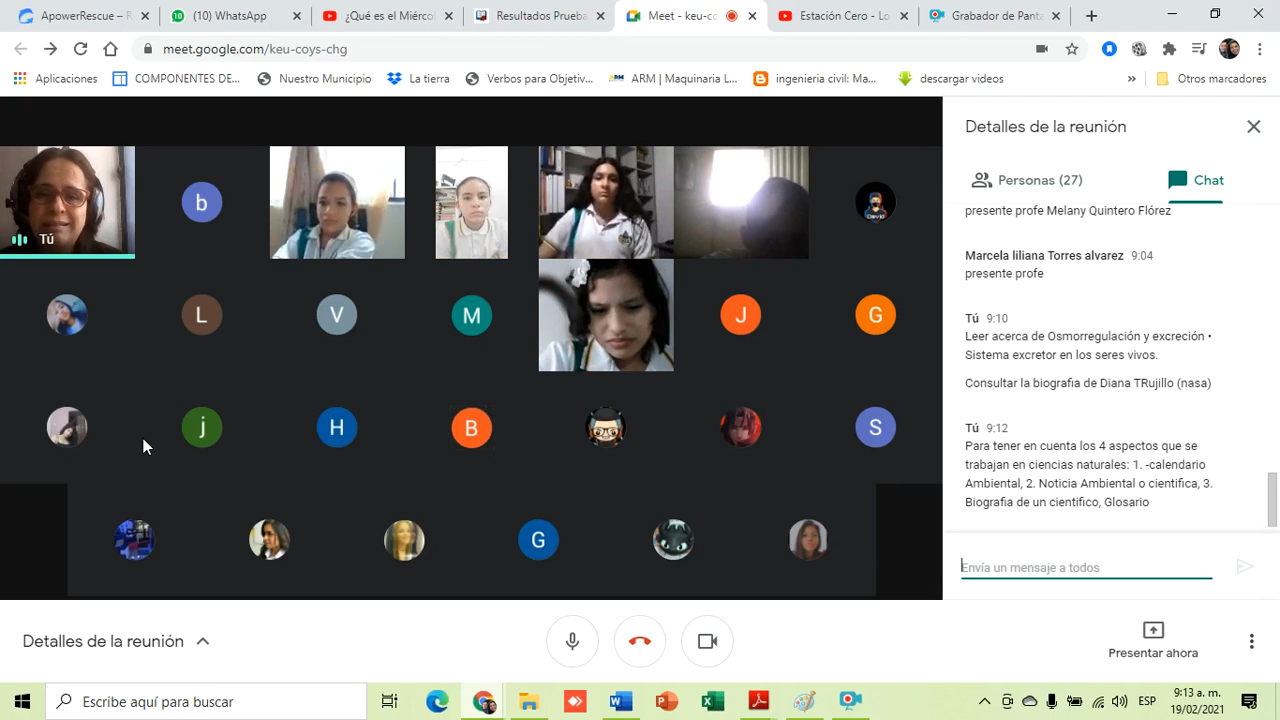 ApowerRescue - R
(10) WhatsApp
¿Qués el Miércol
Resultados Prueba
Meet - keu-co
Estación Cero - Lo
Grabador de Panta
meet.google.com/keu-coys-chg
Aplicaciones
COMPONENTES DE...
Nuestro Municipio
La tierra
Verbos para Objetiv...
ARM | Maquinaria L...
ingenieria civil: Ma...
descargar videos
»
Otros marcadores
Tú
b
David
L
V
M
J
G
j
H
B
S
G
Detalles de la reunión
Personas (27)
Chat
presente profe Melany Quintero Flórez
Marcela liliana Torres alvarez 9:04
presente profe
Tú 9:10
Leer acerca de Osmorregulación y excreción •
Sistema excretor en los seres vivos.
Consultar la biografia de Diana TRujillo (nasa)
Tú 9:12
Para tener en cuenta los 4 aspectos que se
trabajan en ciencias naturales: 1. -calendario
Ambiental, 2. Noticia Ambiental o cientifica, 3.
Biografia de un cientifico, Glosario
Envía un mensaje a todos
Detalles de la reunión
Presentar ahora
Escribe aquí para buscar
ESP
9:13 a. m.
19/02/2021